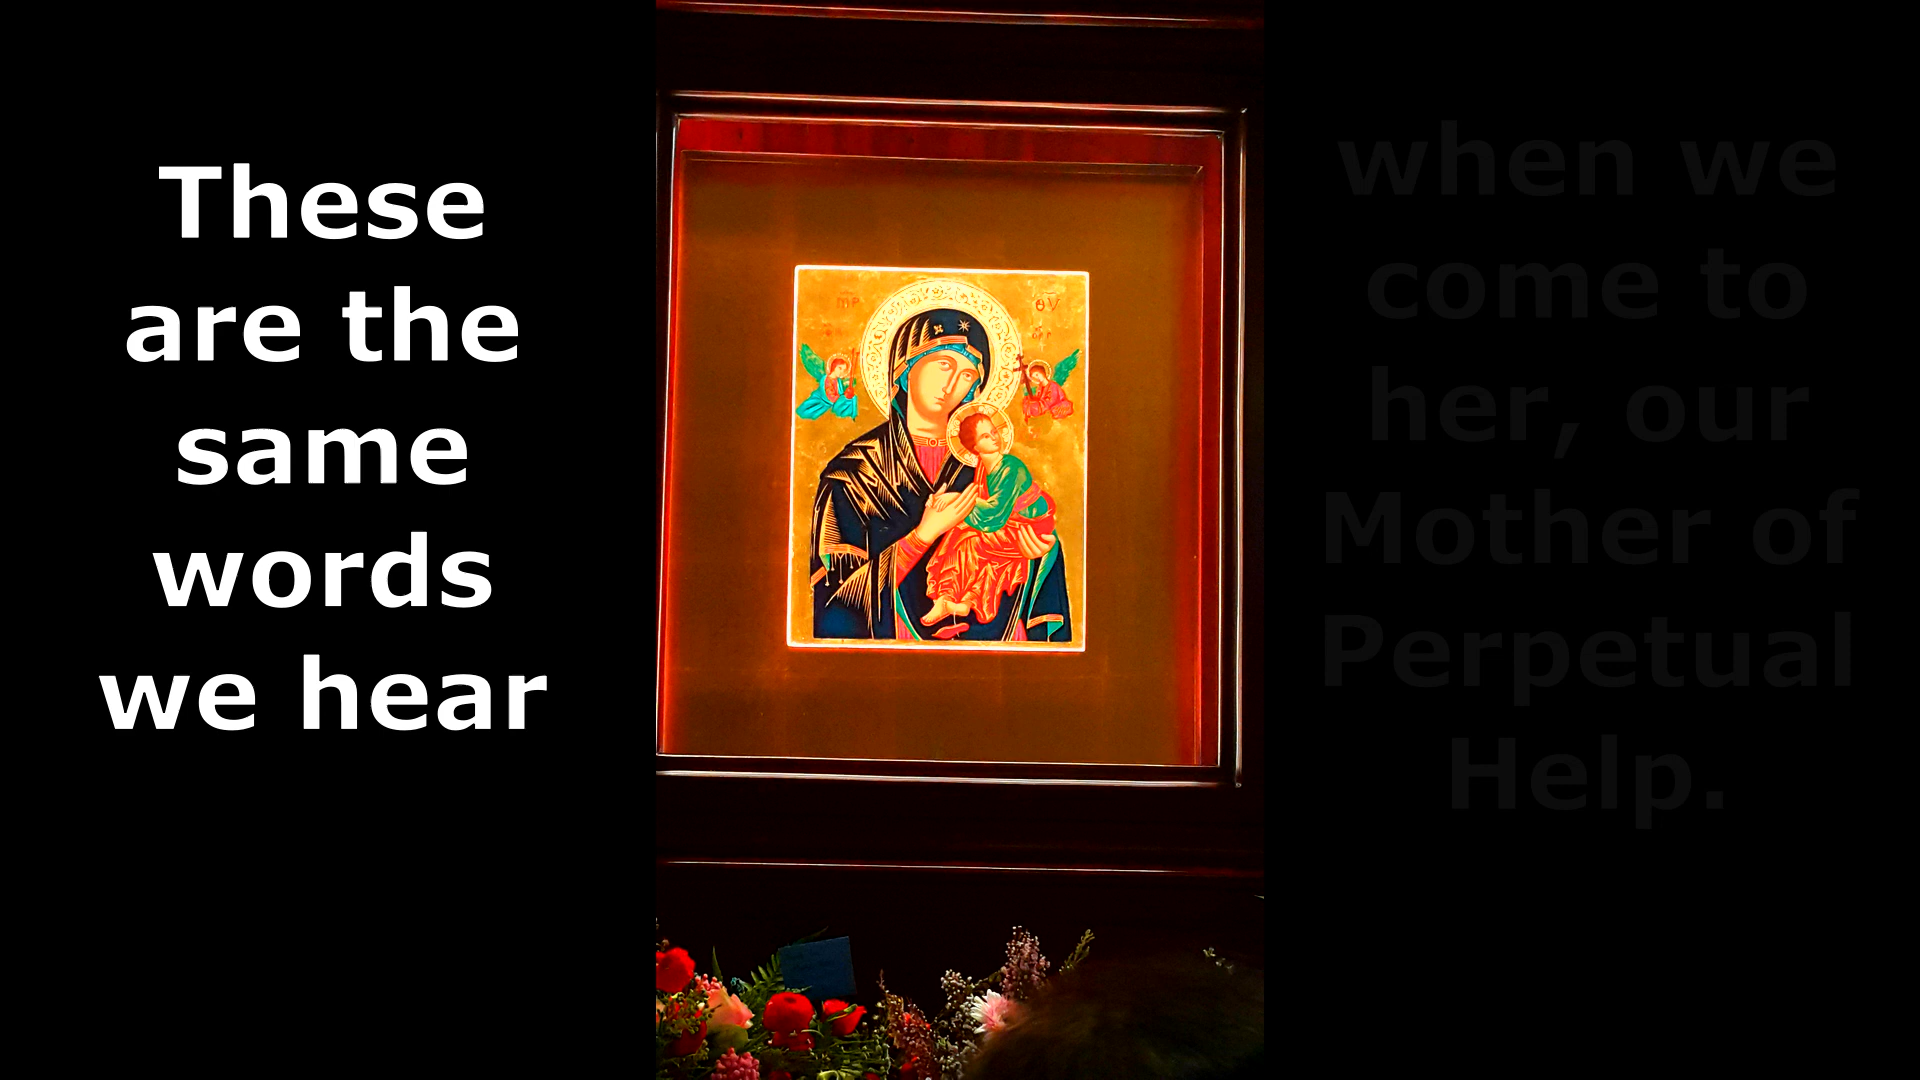 These
are the
same
words
we hear
when we
come to
her, our
Mother of
Perpetual
Help.